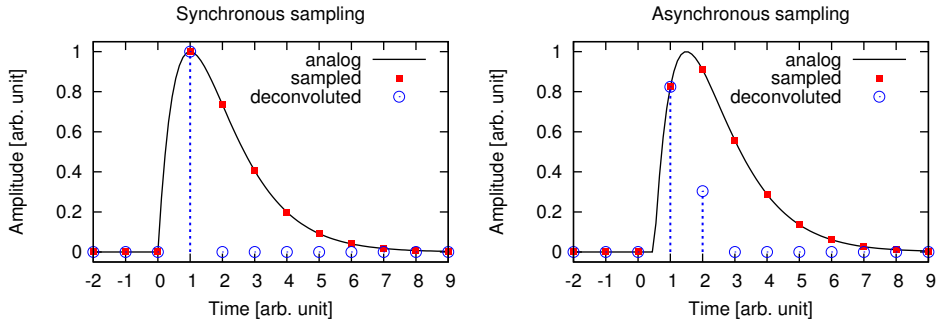 Synchronous sampling
Amplitude [arb. unit]
1
0.8
0.6
0.4
0.2
0
analog
sampled
deconvoluted
-2 -1 0 1 2 3 4 5 6 7 8 9
Time [arb. unit]
Asynchronous sampling
Amplitude [arb. unit]
1
0.8
0.6
0.4
0.2
0
analog
sampled
deconvoluted
-2 -1 0 1 2 3 4 5 6 7 8 9
Time [arb. unit]